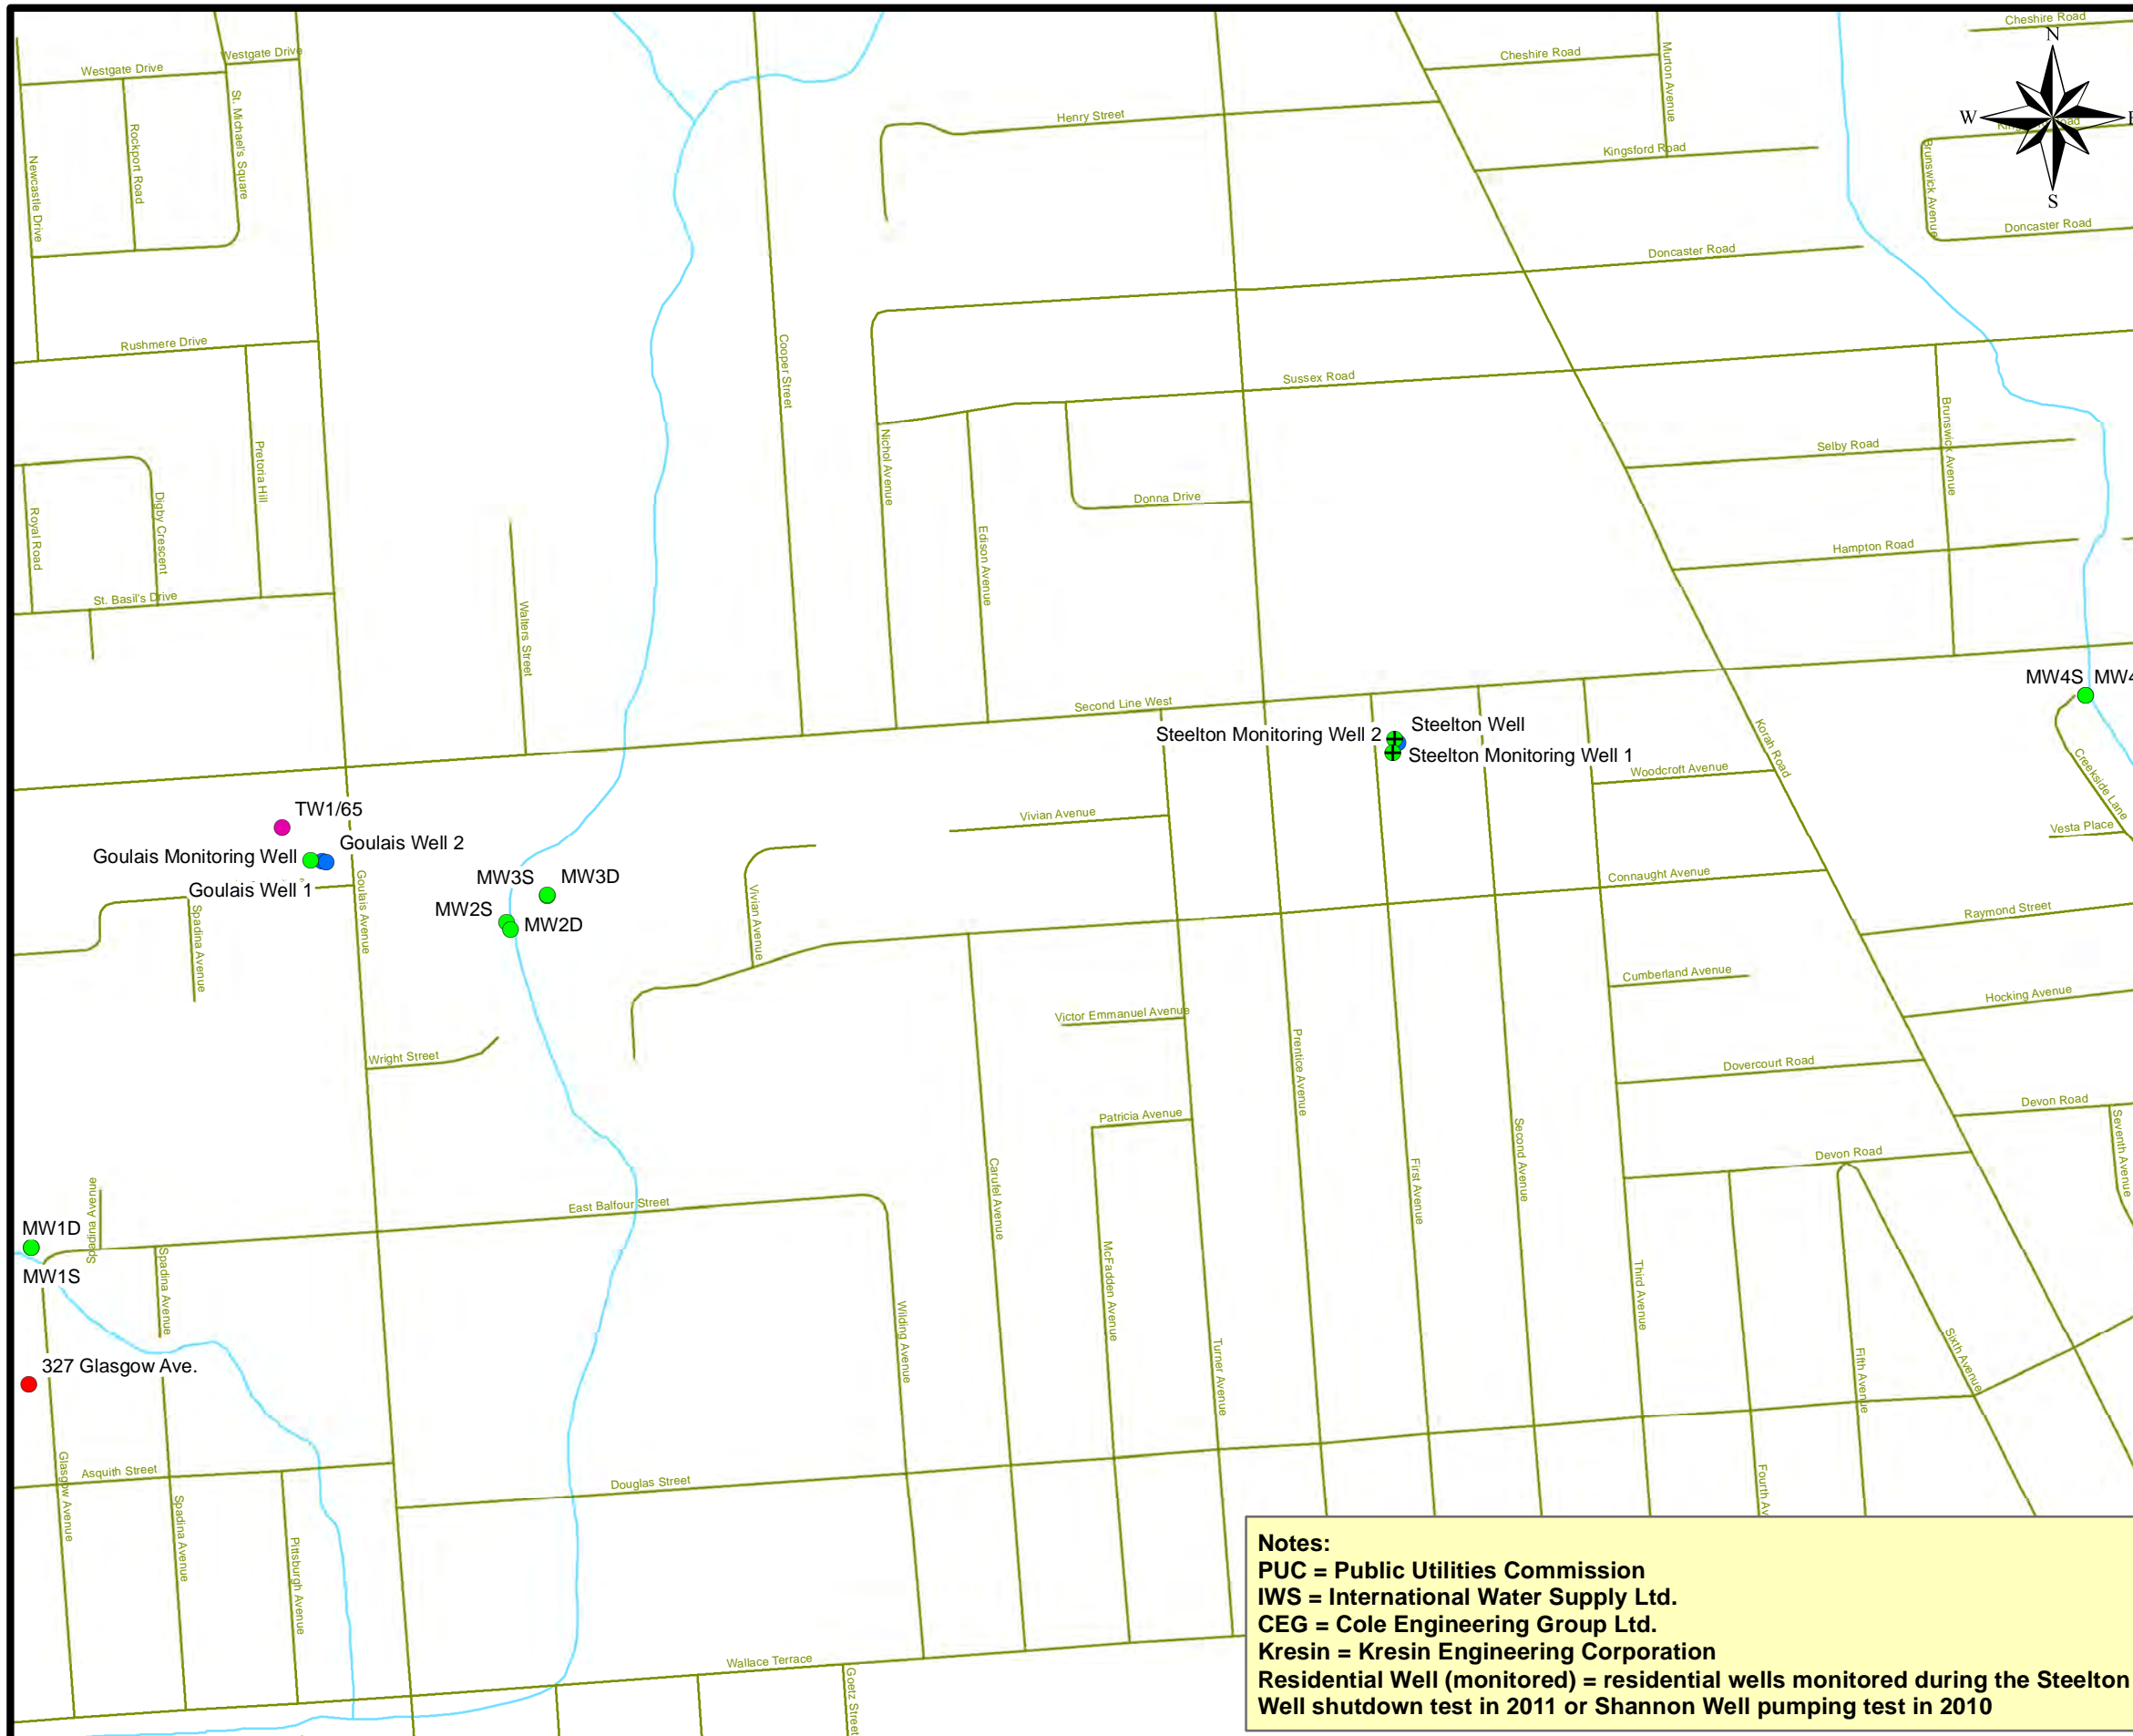 Cheshire Road
N
Westgate Drive
Westgate Drive
Cheshire Road
Murton Avenue
Henry Street
W
E
Rockport Road
St. Michael's Square
Newcastle Drive
Kingsford Road
Brunswick Avenue
S
Doncaster Road
Doncaster Road
Rushmere Drive
Cooper Street
Sussex Road
Pretoria Hill
Nichol Avenue
Brunswick Avenue
Selby Road
Royal Road
Digby Crescent
Donna Drive
Edison Avenue
Hampton Road
St. Basil's Drive
Walters Street
MW4S
MW4
Second Line West
Steelton Well
Steelton Monitoring Well 2
Steelton Monitoring Well 1
Korah Road
Woodcroft Avenue
Creekside Lane
TW1/65
Vivian Avenue
Vesta Place
Goulais Well 2
Goulais Monitoring Well
Goulais Well 1
Goulais Avenue
MW3S
MW3D
Connaught Avenue
MW2S
MW2D
Spadina Avenue
Vivian Avenue
Raymond Street
Cumberland Avenue
Hocking Avenue
Victor Emmanuel Avenue
Wright Street
Prentice Avenue
Dovercourt Road
Devon Road
Patricia Avenue
Second Avenue
Seventh Avenue
Devon Road
Carufel Avenue
First Avenue
Spadina Avenue
East Balfour Street
MW1D
MW1S
Spadina Avenue
McFadden Avenue
Third Avenue
Wilding Avenue
Turner Avenue
Sixth Avenue
Fifth Avenue
327 Glasgow Ave.
Asquith Street
Glasgow Avenue
Douglas Street
Fourth Av
Spadina Avenue
Pittsburgh Avenue
Wallace Terrace
Goetz Street
Notes:
PUC = Public Utilities Commission
IWS = International Water Supply Ltd.
CEG = Cole Engineering Group Ltd.
Kresin = Kresin Engineering Corporation
Residential Well (monitored) = residential wells monitored during the Steelton
Well shutdown test in 2011 or Shannon Well pumping test in 2010